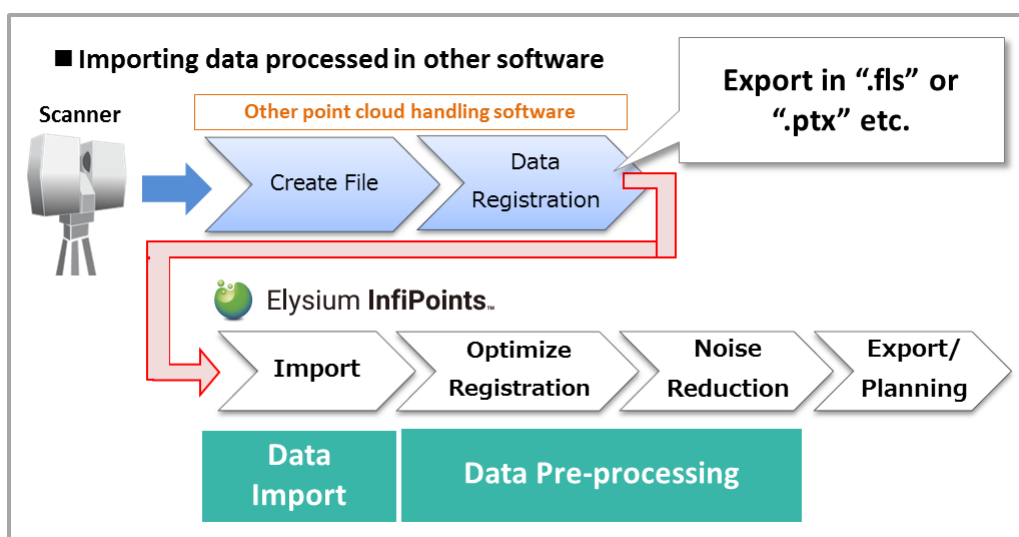 ■ Importing data processed in other software
Export in “.fls” or
“.ptx” etc.
Scanner
Other point cloud handling software
Create File
Data
Registration
Elysium InfiPoints™
Import
Optimize
Registration
Noise
Reduction
Export/
Planning
Data
Import
Data Pre-processing